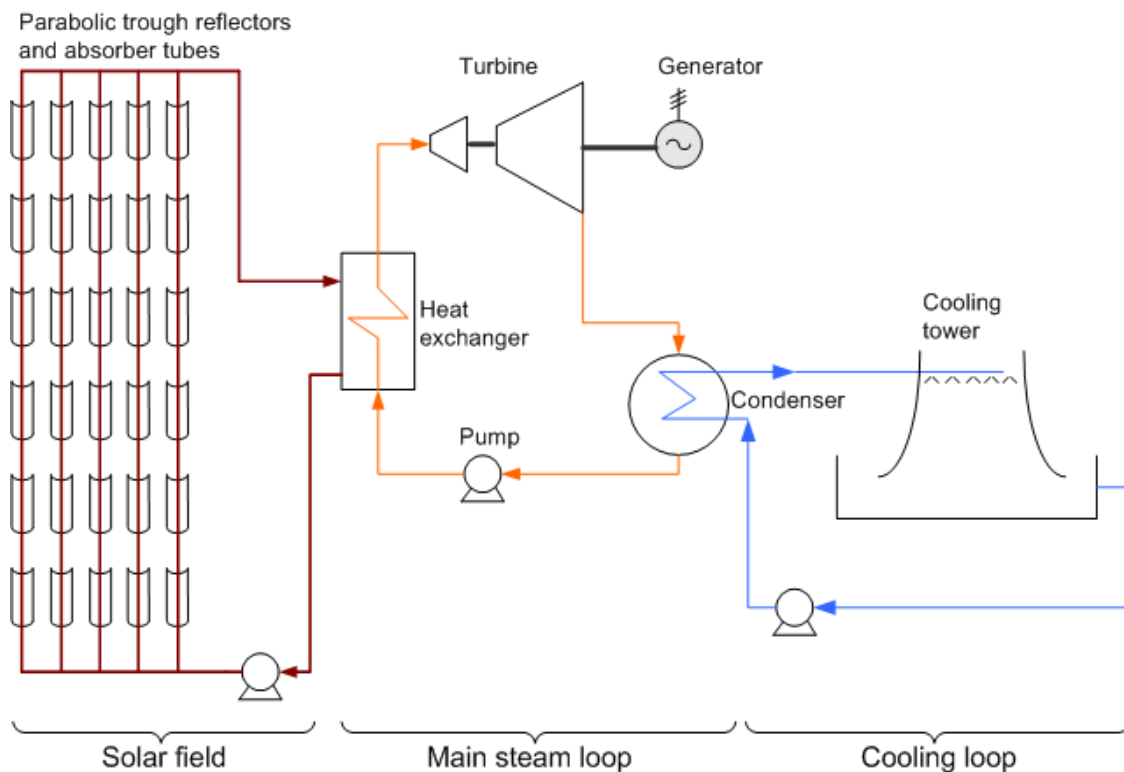 Parabolic trough reflectors
and absorber tubes
Turbine
Generator
Heat
exchanger
Cooling
tower
Condenser
Pump
Solar field
Main steam loop
Cooling loop